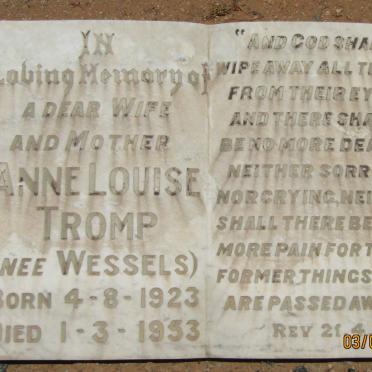 IN
Loving Memory of
A DEAR WIFE
AND MOTHER
ANNE LOUISE
TROMP
(NEE WESSELS)
BORN 4-8-1923
DIED 1-3-1953
"AND GOD SHA
WIPE AWAY ALL T
FROM THEIR EY
AND THERE SHA
BE NO MORE DE
NEITHER SORR
NOR CRYING, NEI
SHALL THERE BE
MORE PAIN FOR T
FORMER THINGS
ARE PASSED AW
REV 21 4
03/0